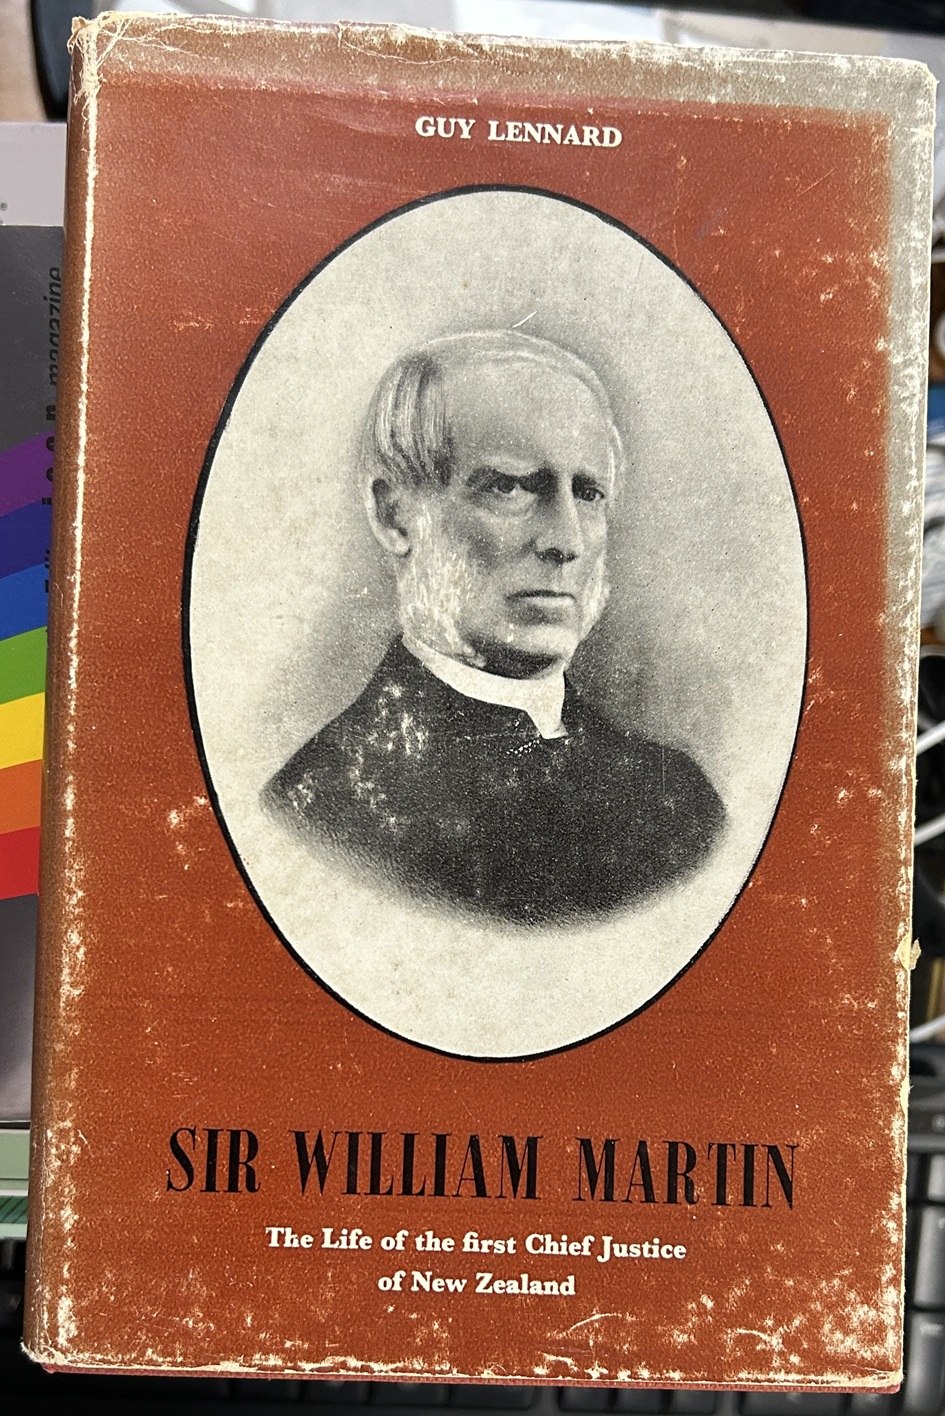 GUY LENNARD
SIR WILLIAM MARTIN
The Life of the first Chief Justice
of New Zealand
magazine